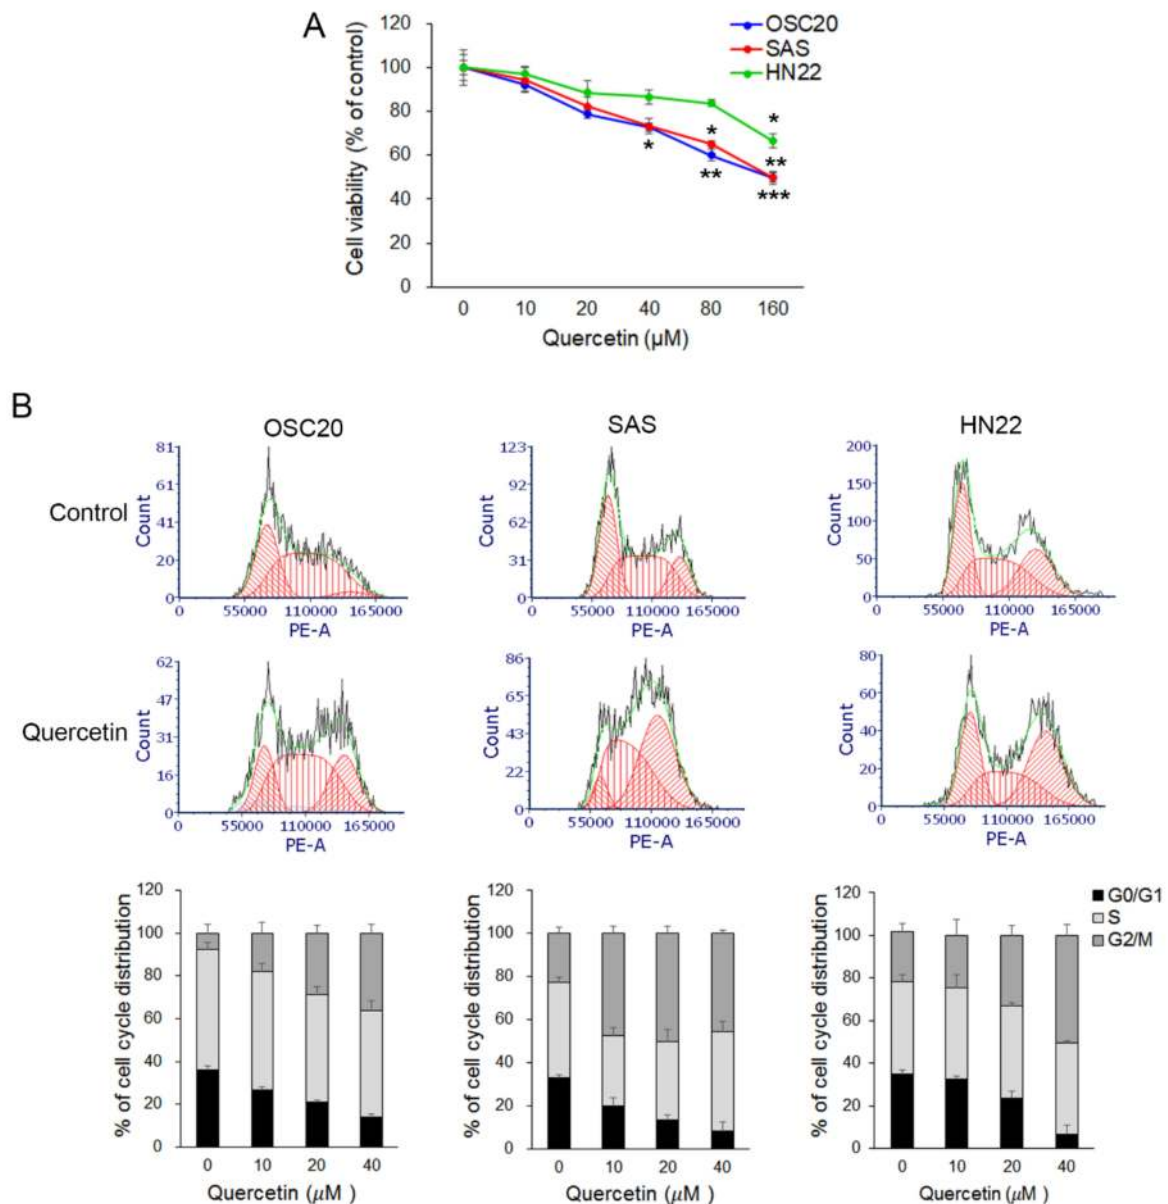 A
120
100
80
60
40
20
0
Cell viability (% of control)
OSC20
SAS
HN22
*
*
**
*
**
***
0 10 20 40 80 160
Quercetin (µM)
B
OSC20 SAS HN22
Control
81
61
41
20
0
Count
0 55000 110000 165000
PE-A
123
92
62
31
0
Count
0 55000 110000 165000
PE-A
200
150
100
50
0
Count
0 55000 110000 165000
PE-A
Quercetin
62
47
31
16
0
Count
0 55000 110000 165000
PE-A
86
65
43
22
0
Count
0 55000 110000 165000
PE-A
80
60
40
20
0
Count
0 55000 110000 165000
PE-A
% of cell cycle distribution
120
100
80
60
40
20
0
0 10 20 40
Quercetin (µM )
% of cell cycle distribution
120
100
80
60
40
20
0
0 10 20 40
Quercetin (µM )
% of cell cycle distribution
120
100
80
60
40
20
0
0 10 20 40
Quercetin (µM )
G0/G1
S
G2/M